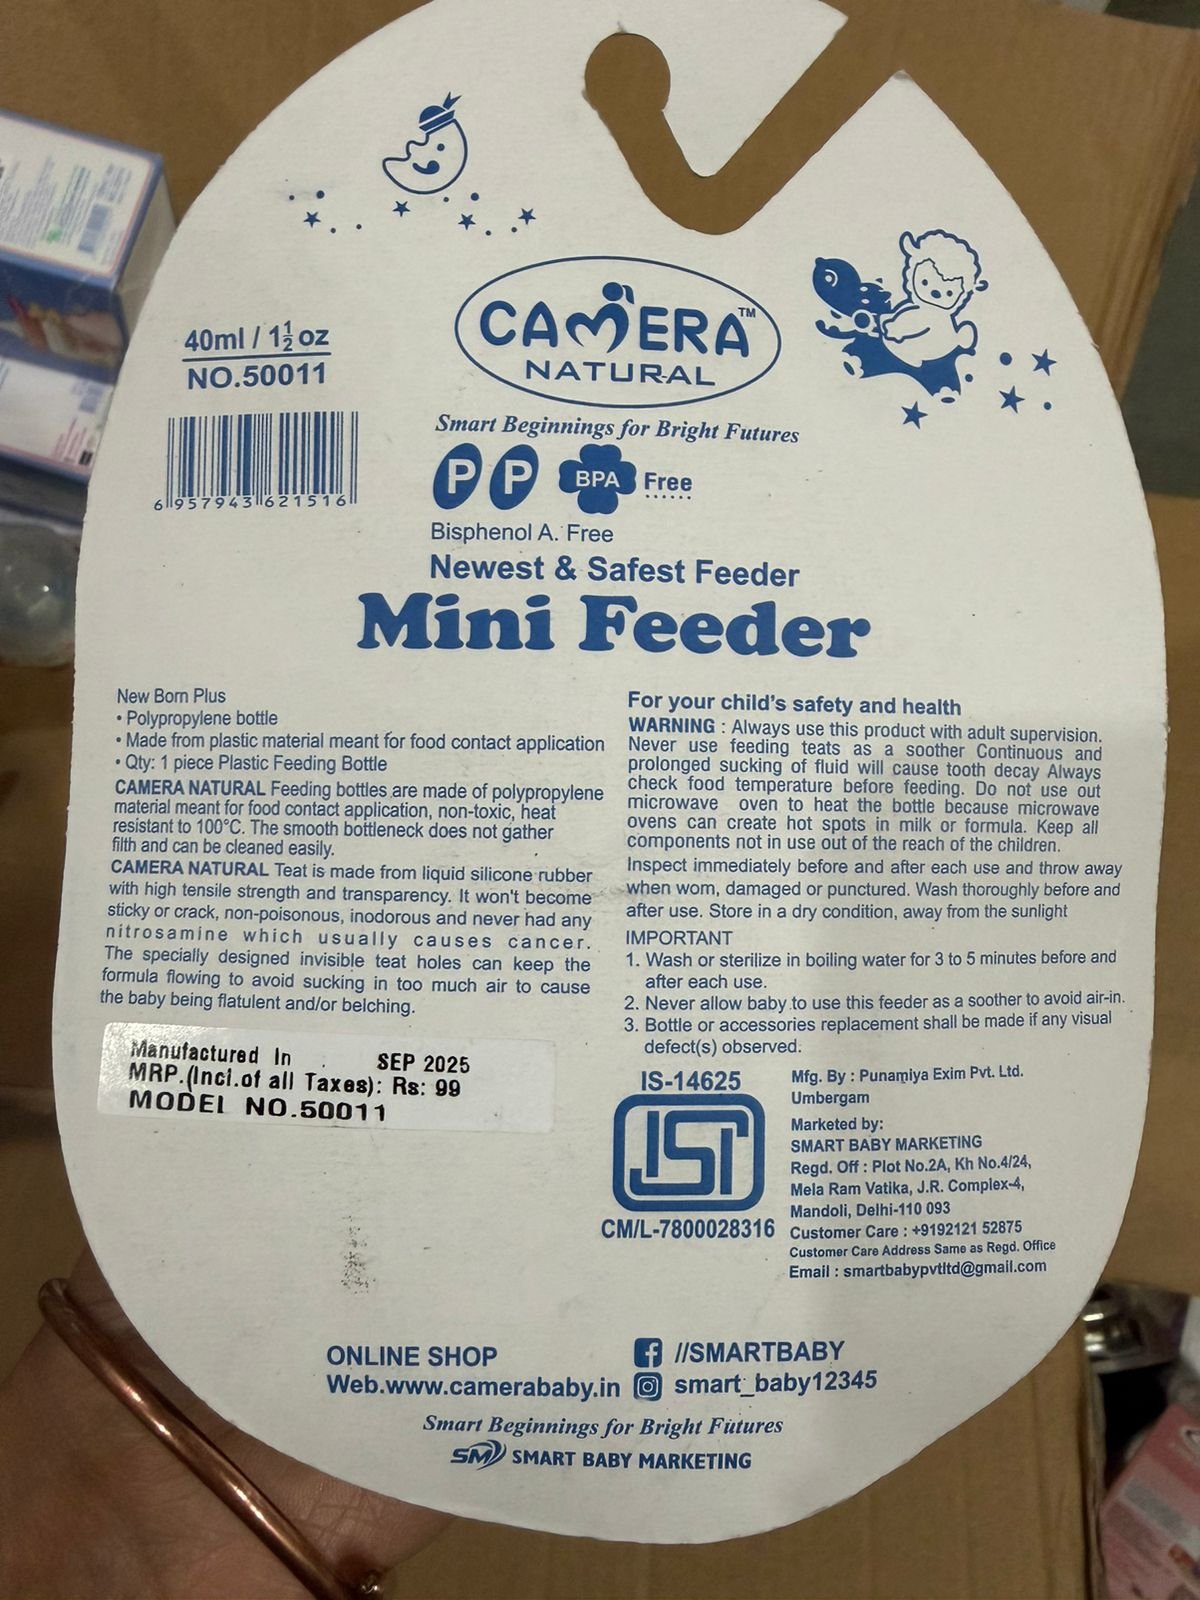 40ml / 1½ oz
NO.50011
6 957943 621516
CAMERA™
NATURAL
Smart Beginnings for Bright Futures
PP BPA Free
Bisphenol A. Free
Newest & Safest Feeder
Mini Feeder
New Born Plus
• Polypropylene bottle
• Made from plastic material meant for food contact application
• Qty: 1 piece Plastic Feeding Bottle
CAMERA NATURAL Feeding bottles are made of polypropylene
material meant for food contact application, non-toxic, heat
resistant to 100°C. The smooth bottleneck does not gather
filth and can be cleaned easily.
CAMERA NATURAL Teat is made from liquid silicone rubber
with high tensile strength and transparency. It won't become
sticky or crack, non-poisonous, inodorous and never had any
nitrosamine which usually causes cancer.
The specially designed invisible teat holes can keep the
formula flowing to avoid sucking in too much air to cause
the baby being flatulent and/or belching.
Manufactured In SEP 2025
MRP.(Incl.of all Taxes): Rs: 99
MODEL NO.50011
For your child's safety and health
WARNING : Always use this product with adult supervision.
Never use feeding teats as a soother Continuous and
prolonged sucking of fluid will cause tooth decay Always
check food temperature before feeding. Do not use out
microwave oven to heat the bottle because microwave
ovens can create hot spots in milk or formula. Keep all
components not in use out of the reach of the children.
Inspect immediately before and after each use and throw away
when worn, damaged or punctured. Wash thoroughly before and
after use. Store in a dry condition, away from the sunlight
IMPORTANT
1. Wash or sterilize in boiling water for 3 to 5 minutes before and
after each use.
2. Never allow baby to use this feeder as a soother to avoid air-in.
3. Bottle or accessories replacement shall be made if any visual
defect(s) observed.
IS-14625
ISI
CM/L-7800028316
Mfg. By : Punamiya Exim Pvt. Ltd.
Umbergam
Marketed by:
SMART BABY MARKETING
Regd. Off : Plot No.2A, Kh No.4/24,
Mela Ram Vatika, J.R. Complex-4,
Mandoli, Delhi-110 093
Customer Care : +9192121 52875
Customer Care Address Same as Regd. Office
Email : smartbabypvtltd@gmail.com
ONLINE SHOP
Web.www.camerababy.in
//SMARTBABY
smart_baby12345
Smart Beginnings for Bright Futures
SM SMART BABY MARKETING